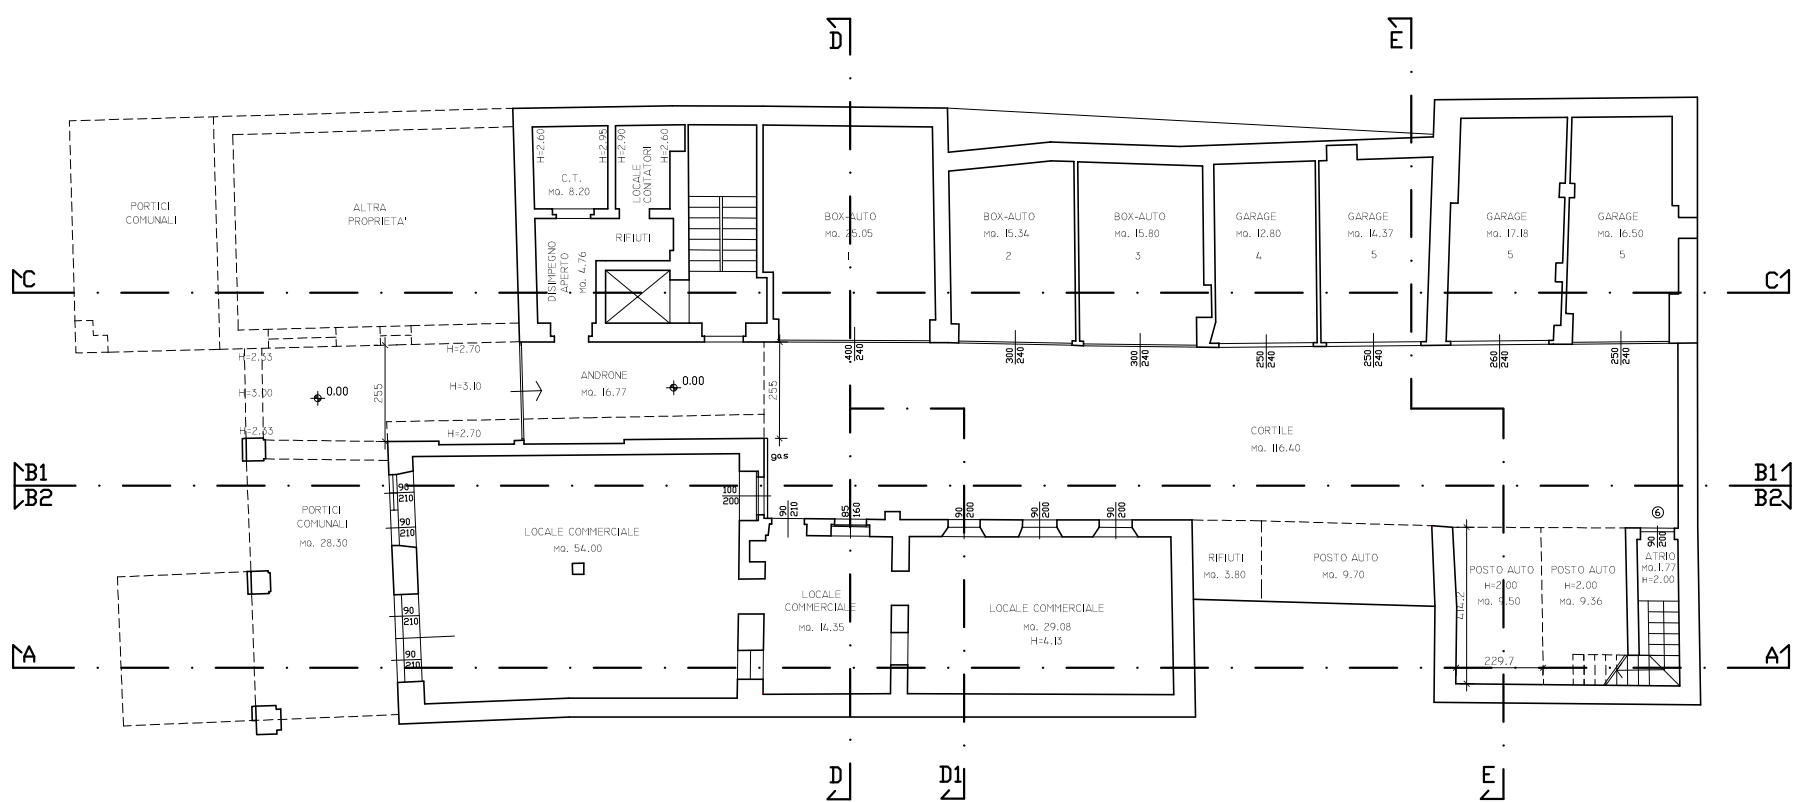 D
E
H=2.60
H=2.95
H=2.90
H=2.60
C.T.
MQ. 8.20
LOCALE
CONTATORI
PORTICI
COMUNALI
ALTRA
PROPRIETA'
RIFIUTI
DISIMPEGNO
APERTO
MQ. 4.76
BOX-AUTO
MQ. 25.05
1
BOX-AUTO
MQ. 15.34
2
BOX-AUTO
MQ. 15.80
3
GARAGE
MQ. 12.80
4
GARAGE
MQ. 14.37
5
GARAGE
MQ. 17.18
5
GARAGE
MQ. 16.50
5
C
C
H=2.33
H=3.00
H=2.33
0.00
255
H=2.70
H=3.10
H=2.70
ANDRONE
MQ. 16.77
0.00
255
400
240
300
240
300
240
250
240
250
240
260
240
250
240
CORTILE
MQ. 116.40
gas
B1
B2
B1
B2
90
210
90
210
90
210
90
210
100
200
90
210
85
160
90
200
90
200
90
200
6
90
200
PORTICI
COMUNALI
MQ. 28.30
LOCALE COMMERCIALE
MQ. 54.00
LOCALE
COMMERCIALE
MQ. 14.35
LOCALE COMMERCIALE
MQ. 29.08
H=4.13
RIFIUTI
MQ. 3.80
POSTO AUTO
MQ. 9.70
POSTO AUTO
H=2.00
MQ. 9.50
POSTO AUTO
H=2.00
MQ. 9.36
ATRIO
MQ. 1.77
H=2.00
414.2
229.7
A
A
D
D1
E